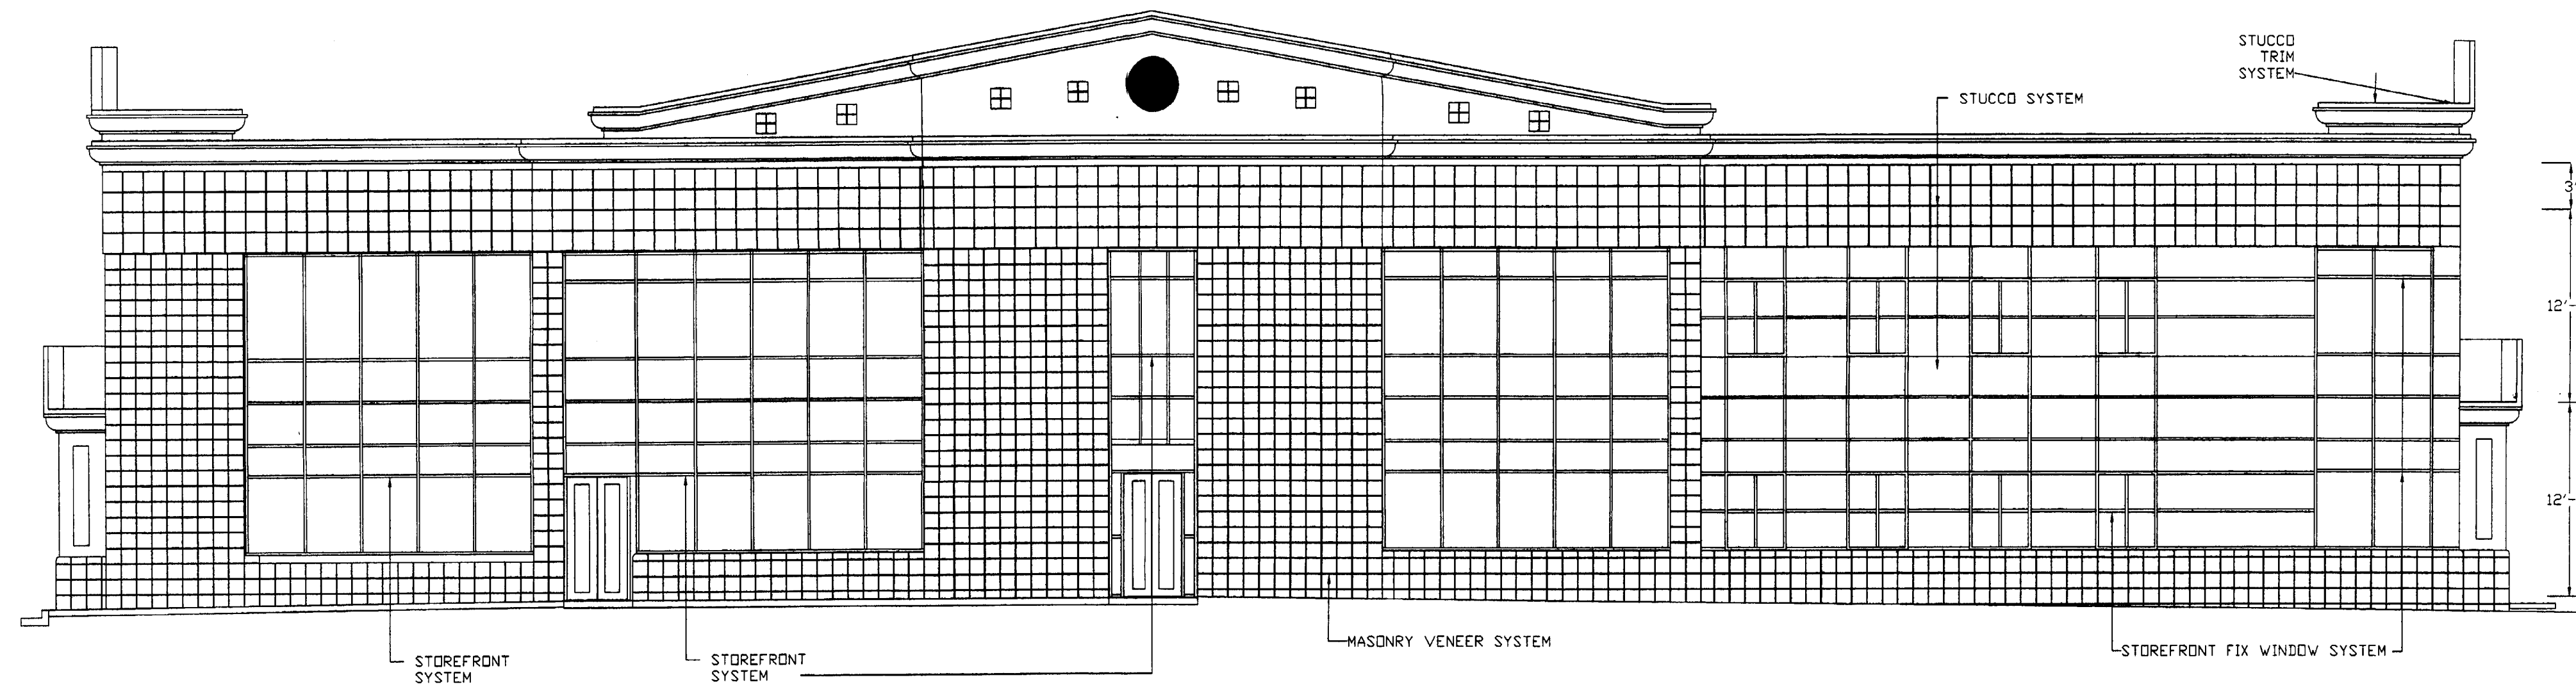 STUCCO
TRIM
SYSTEM
STUCCO SYSTEM
3'
12'-
12'-
MASONRY VENEER SYSTEM
STOREFRONT FIX WINDOW SYSTEM
STOREFRONT
SYSTEM
STOREFRONT
SYSTEM